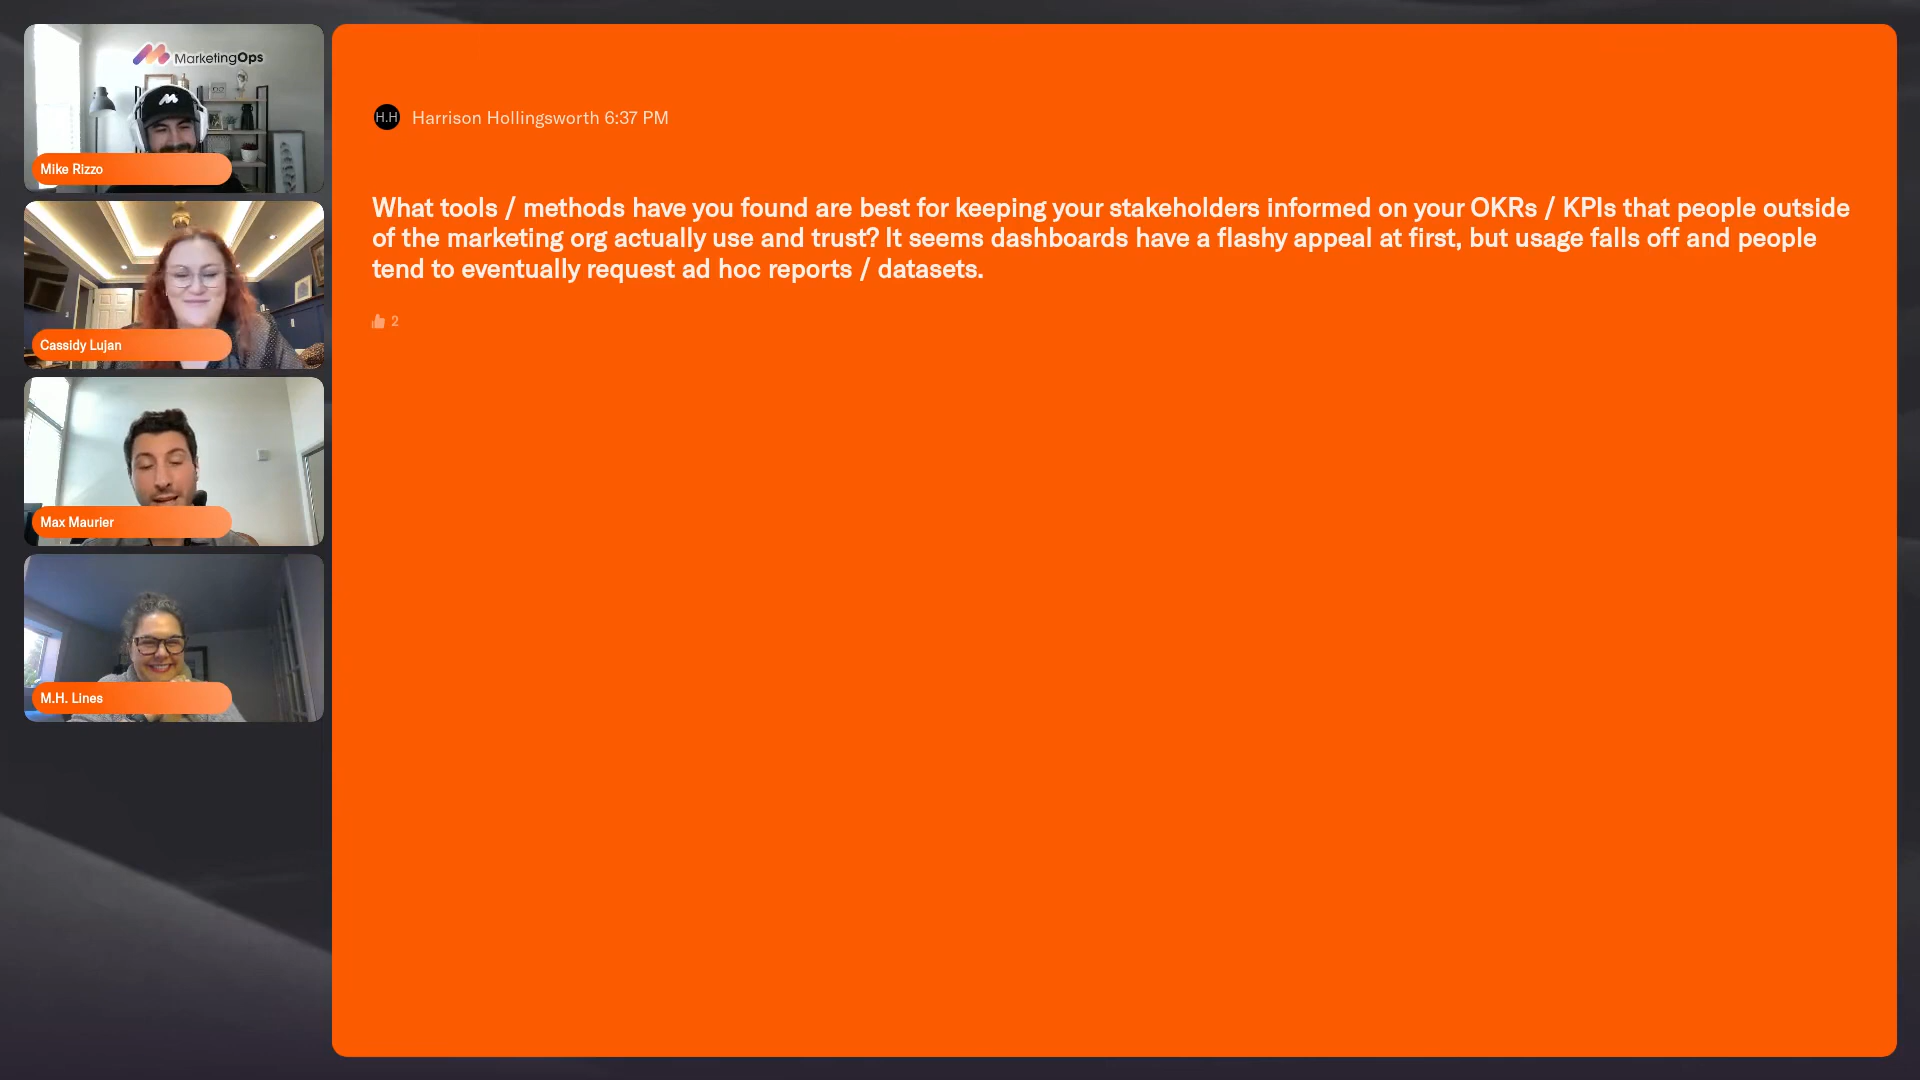 MarketingOps
Mike Rizzo
Cassidy Lujan
Max Maurier
M.H. Lines
H.H Harrison Hollingsworth 6:37 PM
What tools / methods have you found are best for keeping your stakeholders informed on your OKRs / KPIs that people outside
of the marketing org actually use and trust? It seems dashboards have a flashy appeal at first, but usage falls off and people
tend to eventually request ad hoc reports / datasets.
2